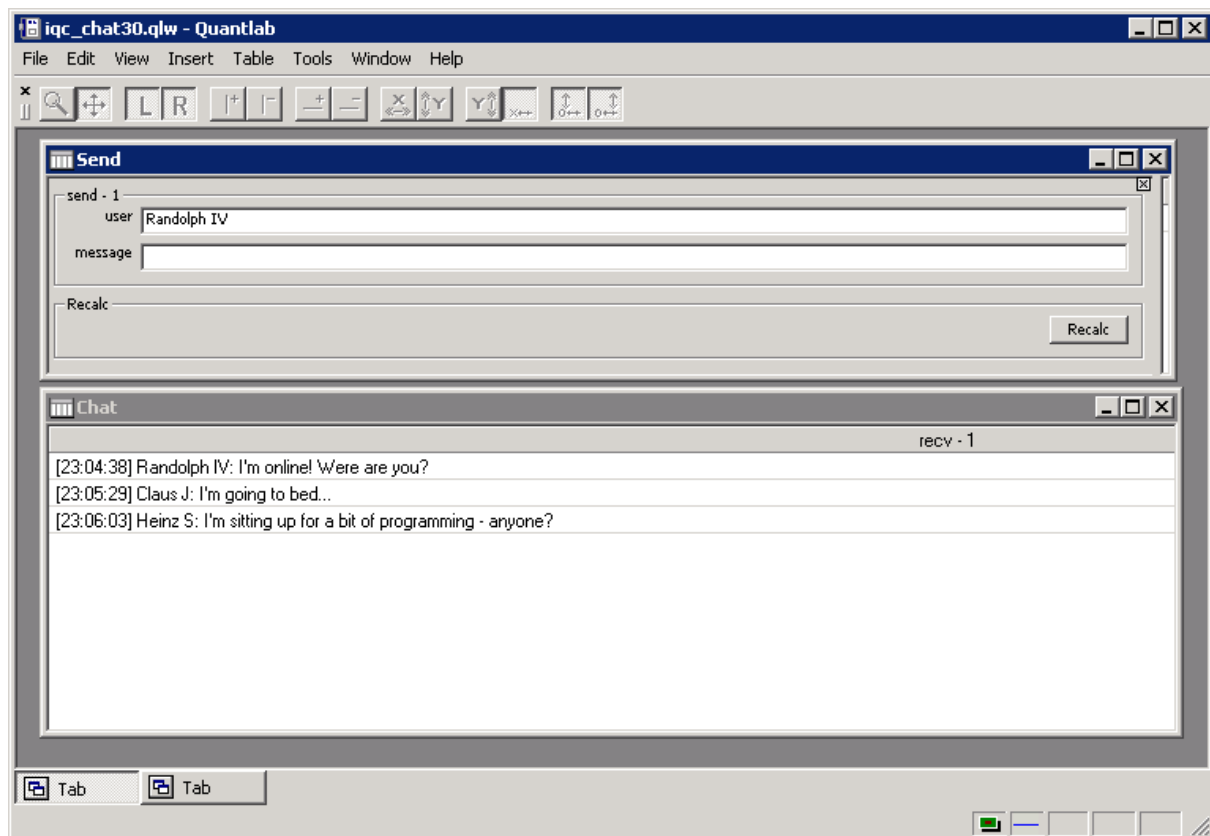 iqc_chat30.qlw - Quantlab
File Edit View Insert Table Tools Window Help
L R X Y Y x o o
Send
send - 1
user Randolph IV
message
Recalc
Recalc
Chat
recv - 1
[23:04:38] Randolph IV: I'm online! Were are you?
[23:05:29] Claus J: I'm going to bed...
[23:06:03] Heinz S: I'm sitting up for a bit of programming - anyone?
Tab Tab